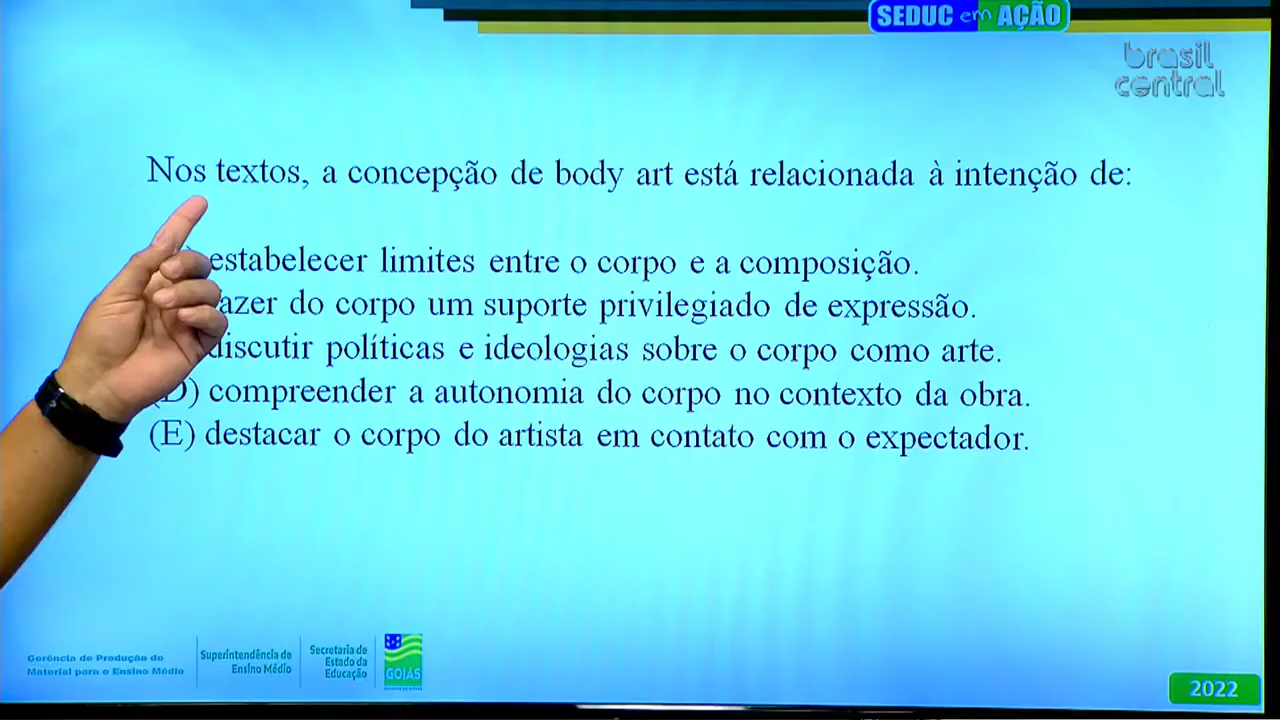 SEDUC em AÇÃO
brasil
central
Nos textos, a concepção de body art está relacionada à intenção de:
estabelecer limites entre o corpo e a composição.
azer do corpo um suporte privilegiado de expressão.
discutir políticas e ideologias sobre o corpo como arte.
(D) compreender a autonomia do corpo no contexto da obra.
(E) destacar o corpo do artista em contato com o expectador.
Gerência de Produção de
Material para o Ensino Médio
Superintendência de
Ensino Médio
Secretaria de
Estado da
Educação
GOIÁS
2022